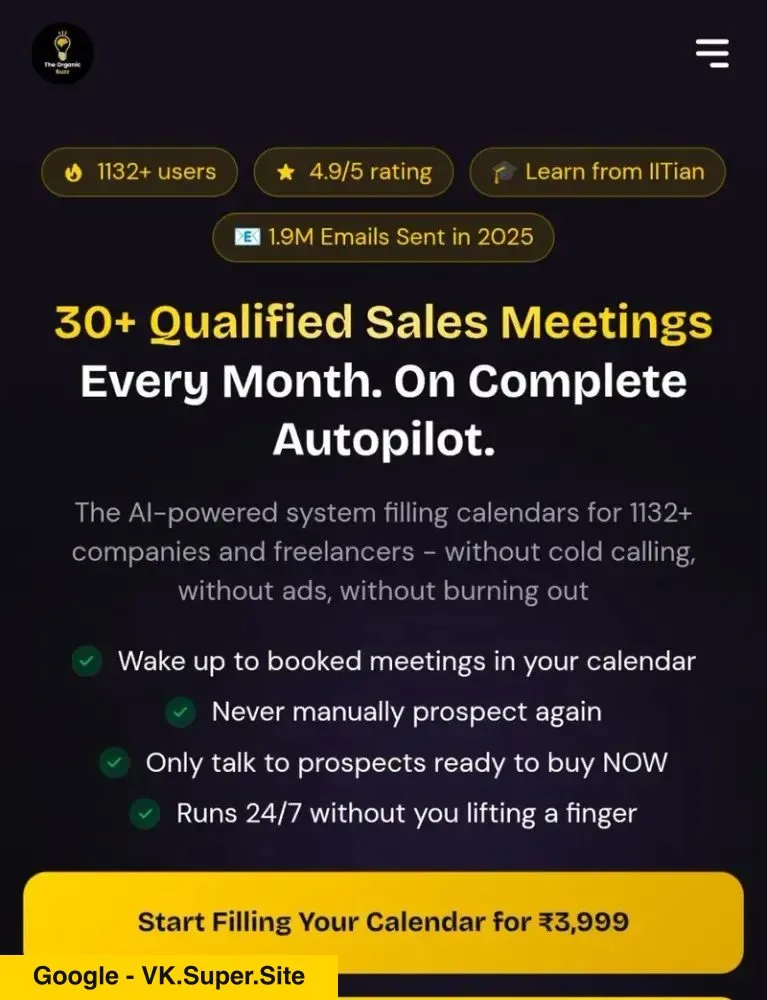 The Organic
Buzz
1132+ users
4.9/5 rating
Learn from IITian
1.9M Emails Sent in 2025
30+ Qualified Sales Meetings
Every Month. On Complete
Autopilot.
The AI-powered system filling calendars for 1132+
companies and freelancers - without cold calling,
without ads, without burning out
Wake up to booked meetings in your calendar
Never manually prospect again
Only talk to prospects ready to buy NOW
Runs 24/7 without you lifting a finger
Start Filling Your Calendar for ₹3,999
Google - VK.Super.Site